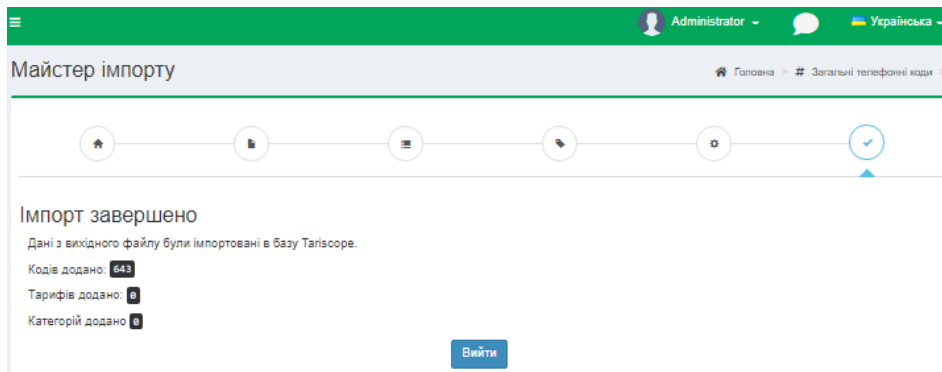 Administrator
Українська
Майстер імпорту
Головна > # Загальні телефонні коди >
Імпорт завершено
Дані з вихідного файлу були імпортовані в базу Tariscope.
Кодів додано: 643
Тарифів додано: 0
Категорій додано 0
Вийти